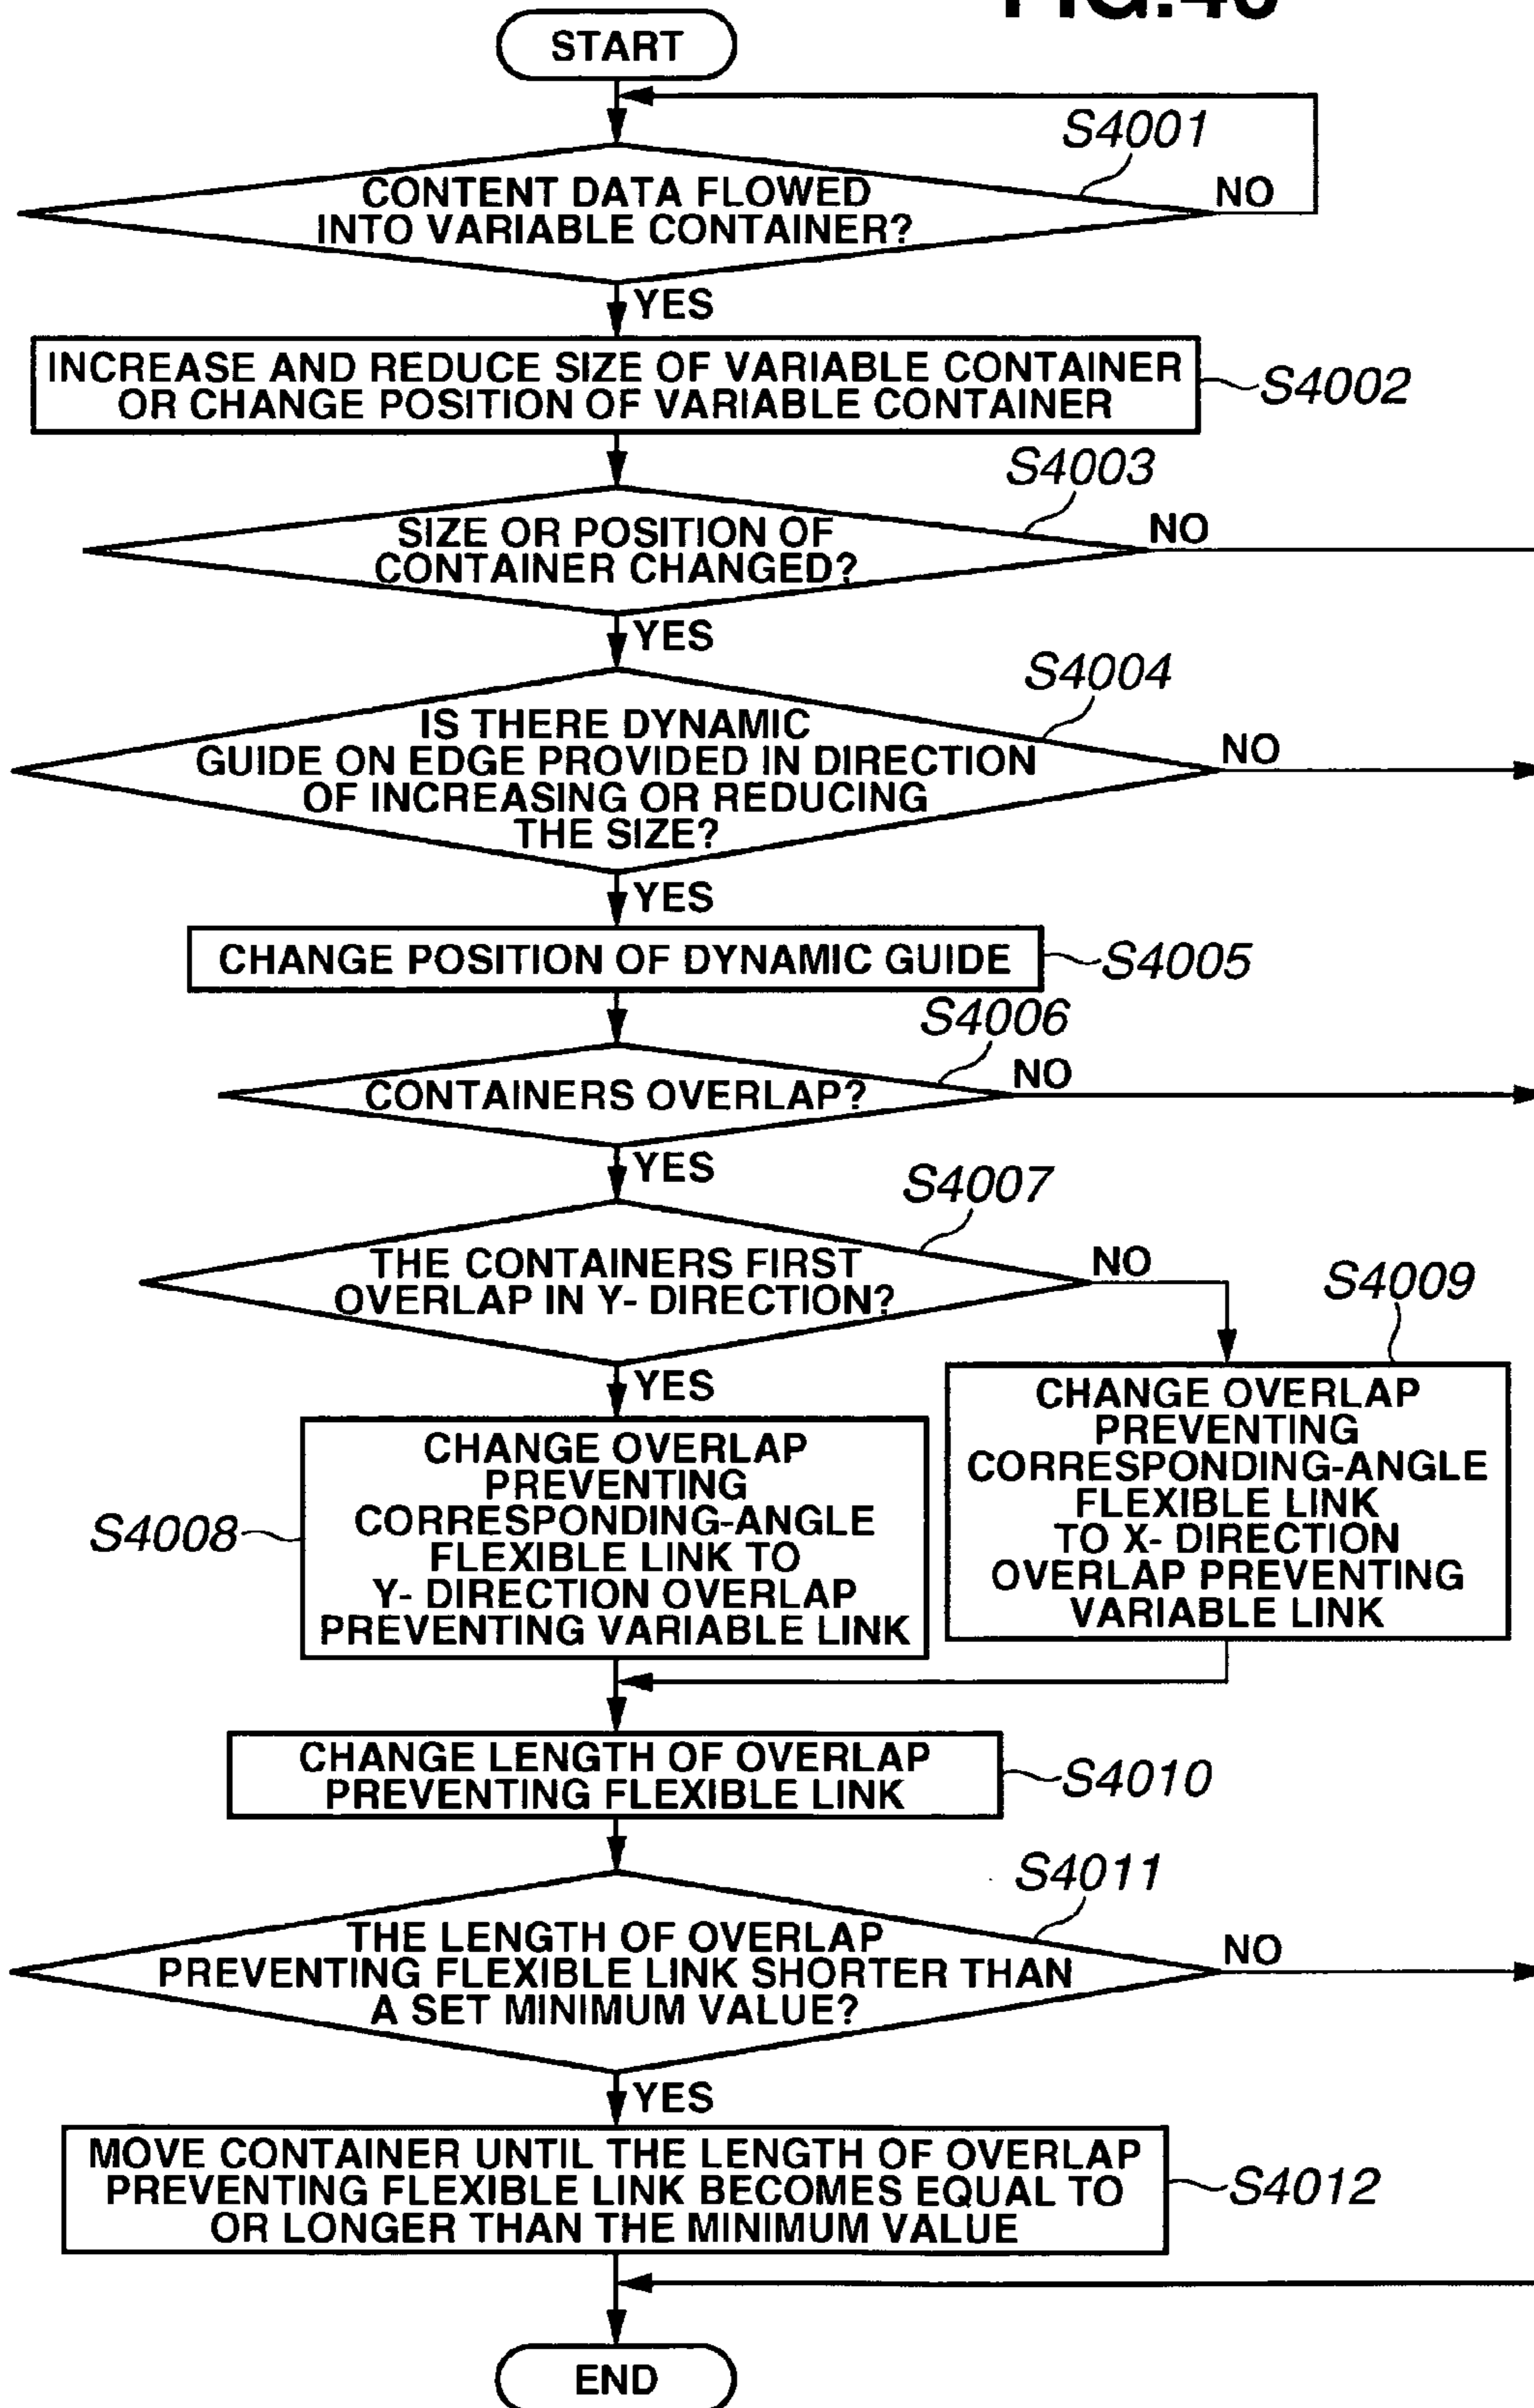 START
S4001
CONTENT DATA FLOWED
INTO VARIABLE CONTAINER?
NO
YES
INCREASE AND REDUCE SIZE OF VARIABLE CONTAINER
OR CHANGE POSITION OF VARIABLE CONTAINER
S4002
S4003
SIZE OR POSITION OF
CONTAINER CHANGED?
NO
YES
S4004
IS THERE DYNAMIC
GUIDE ON EDGE PROVIDED IN DIRECTION
OF INCREASING OR REDUCING
THE SIZE?
NO
YES
CHANGE POSITION OF DYNAMIC GUIDE
S4005
S4006
CONTAINERS OVERLAP?
NO
YES
S4007
THE CONTAINERS FIRST
OVERLAP IN Y- DIRECTION?
NO
YES
S4008
CHANGE OVERLAP
PREVENTING
CORRESPONDING-ANGLE
FLEXIBLE LINK TO
Y- DIRECTION OVERLAP
PREVENTING VARIABLE LINK
S4009
CHANGE OVERLAP
PREVENTING
CORRESPONDING-ANGLE
FLEXIBLE LINK
TO X- DIRECTION
OVERLAP PREVENTING
VARIABLE LINK
CHANGE LENGTH OF OVERLAP
PREVENTING FLEXIBLE LINK
S4010
S4011
THE LENGTH OF OVERLAP
PREVENTING FLEXIBLE LINK SHORTER THAN
A SET MINIMUM VALUE?
NO
YES
MOVE CONTAINER UNTIL THE LENGTH OF OVERLAP
PREVENTING FLEXIBLE LINK BECOMES EQUAL TO
OR LONGER THAN THE MINIMUM VALUE
S4012
END